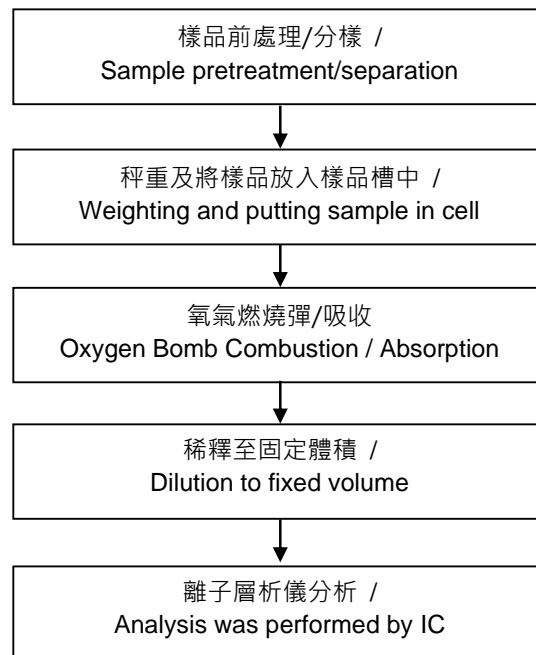 樣品前處理/分樣 /
Sample pretreatment/separation
秤重及將樣品放入樣品槽中 /
Weighting and putting sample in cell
氧氣燃燒彈/吸收
Oxygen Bomb Combustion / Absorption
稀釋至固定體積 /
Dilution to fixed volume
離子層析儀分析 /
Analysis was performed by IC